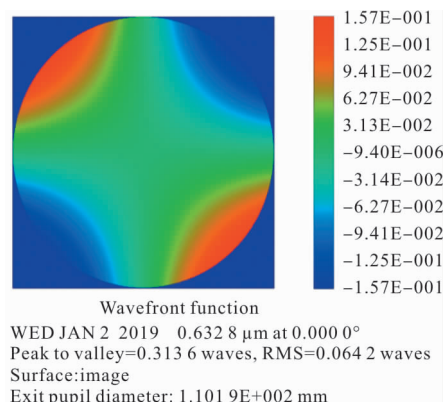 1.57E−001
1.25E−001
9.41E−002
6.27E−002
3.13E−002
−9.40E−006
−3.14E−002
−6.27E−002
−9.41E−002
−1.25E−001
−1.57E−001
Wavefront function
WED JAN 2 2019 0.632 8 μm at 0.000 0°
Peak to valley=0.313 6 waves, RMS=0.064 2 waves
Surface:image
Exit pupil diameter: 1.101 9E+002 mm